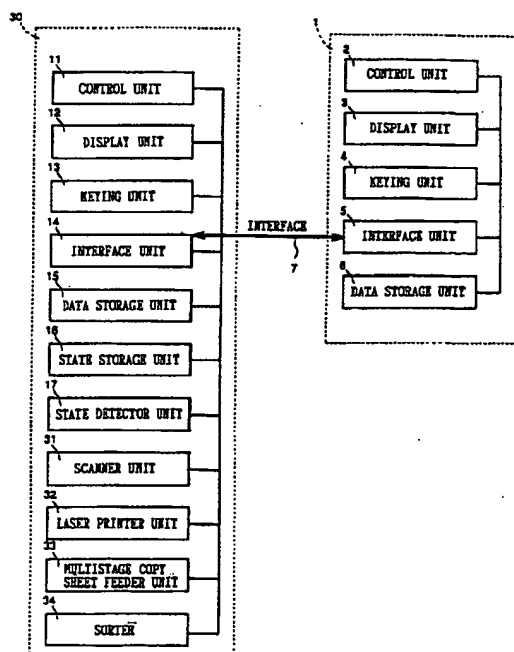 30
11
CONTROL UNIT
12
DISPLAY UNIT
13
KEYING UNIT
14
INTERFACE UNIT
15
DATA STORAGE UNIT
16
STATE STORAGE UNIT
17
STATE DETECTOR UNIT
31
SCANNER UNIT
32
LASER PRINTER UNIT
33
MULTISTAGE COPY
SHEET FEEDER UNIT
34
SORTER
INTERFACE
7
1
2
CONTROL UNIT
3
DISPLAY UNIT
4
KEYING UNIT
5
INTERFACE UNIT
6
DATA STORAGE UNIT